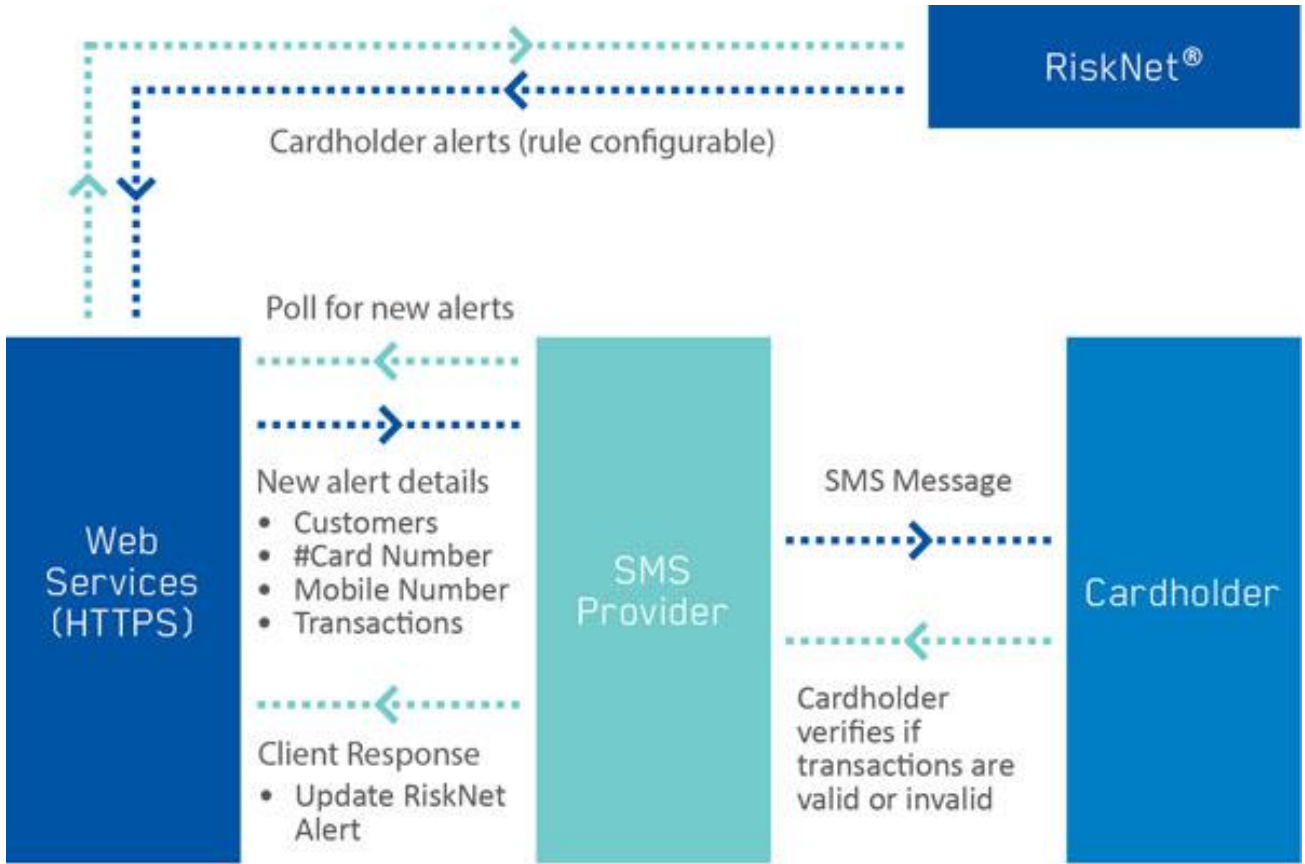 RiskNet®
Cardholder alerts (rule configurable)
Poll for new alerts
New alert details
• Customers
• #Card Number
• Mobile Number
• Transactions
Client Response
• Update RiskNet
Alert
Web
Services
(HTTPS)
SMS
Provider
SMS Message
Cardholder
verifies if
transactions are
valid or invalid
Cardholder